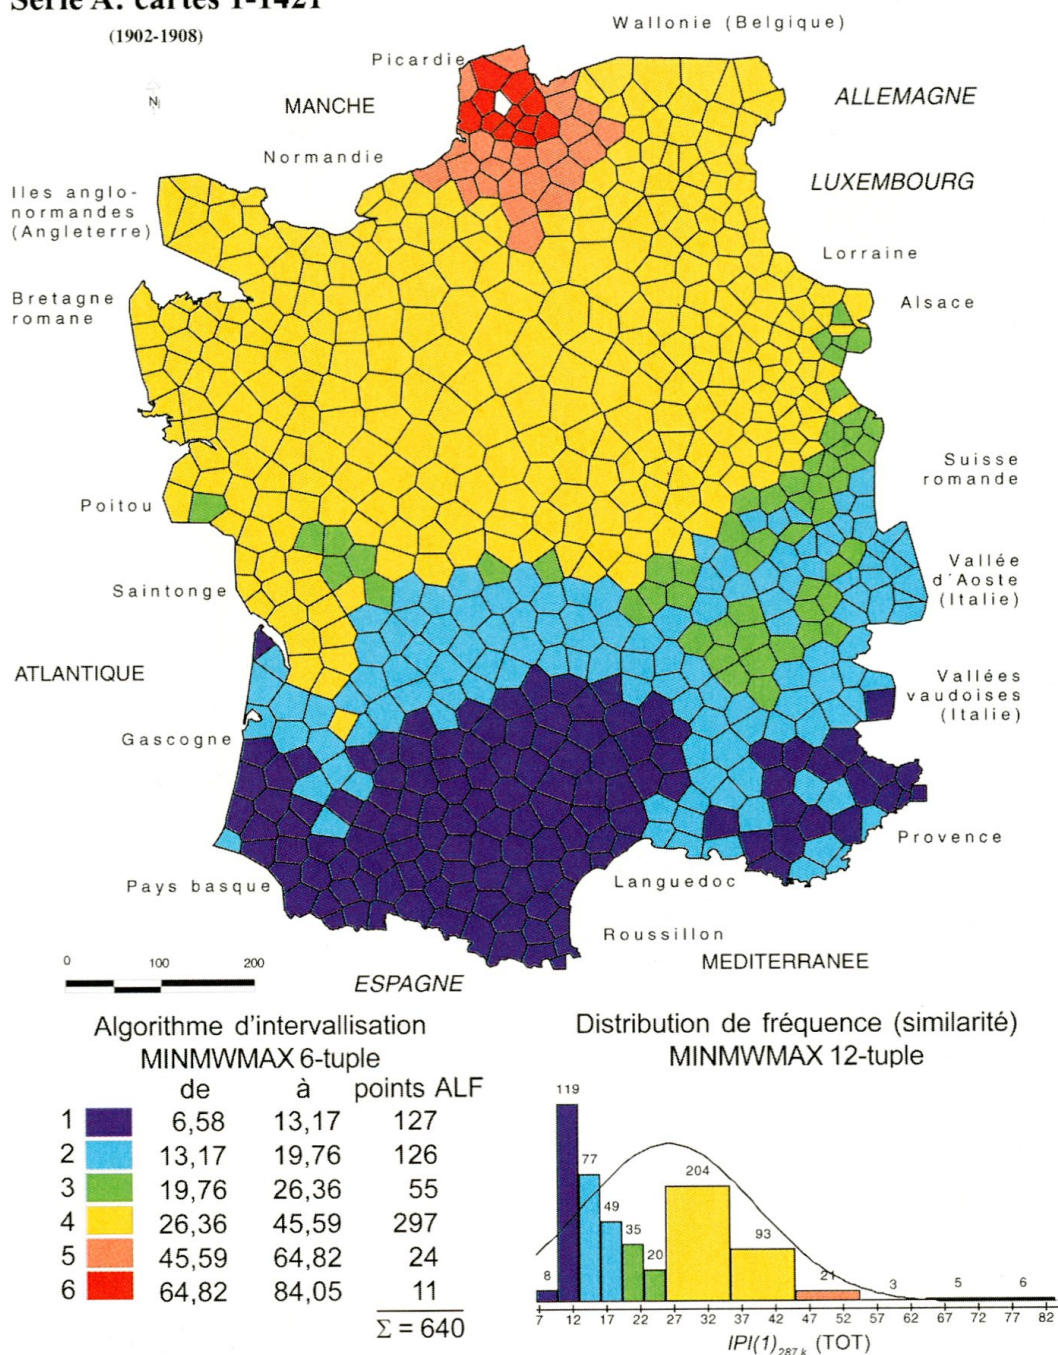 Série A: cartes 1-1421
(1902-1908)
N
Wallonie (Belgique)
Picardie
MANCHE
ALLEMAGNE
Normandie
LUXEMBOURG
Iles anglo-
normandes
(Angleterre)
Lorraine
Bretagne
romane
Alsace
Suisse
romande
Poitou
Vallée
d´Aoste
(Italie)
Saintonge
ATLANTIQUE
Vallées
vaudoises
(Italie)
Gascogne
Provence
Pays basque
Languedoc
Roussillon
MEDITERRANEE
ESPAGNE
0 100 200
Algorithme d'intervallisation
MINMWMAX 6-tuple
de à points ALF
1 6,58 13,17 127
2 13,17 19,76 126
3 19,76 26,36 55
4 26,36 45,59 297
5 45,59 64,82 24
6 64,82 84,05 11
Σ = 640
Distribution de fréquence (similarité)
MINMWMAX 12-tuple
8 119 77 49 35 20 204 93 21 3 5 6
7 12 17 22 27 32 37 42 47 52 57 62 67 72 77 82
IPI(1)287,k (TOT)